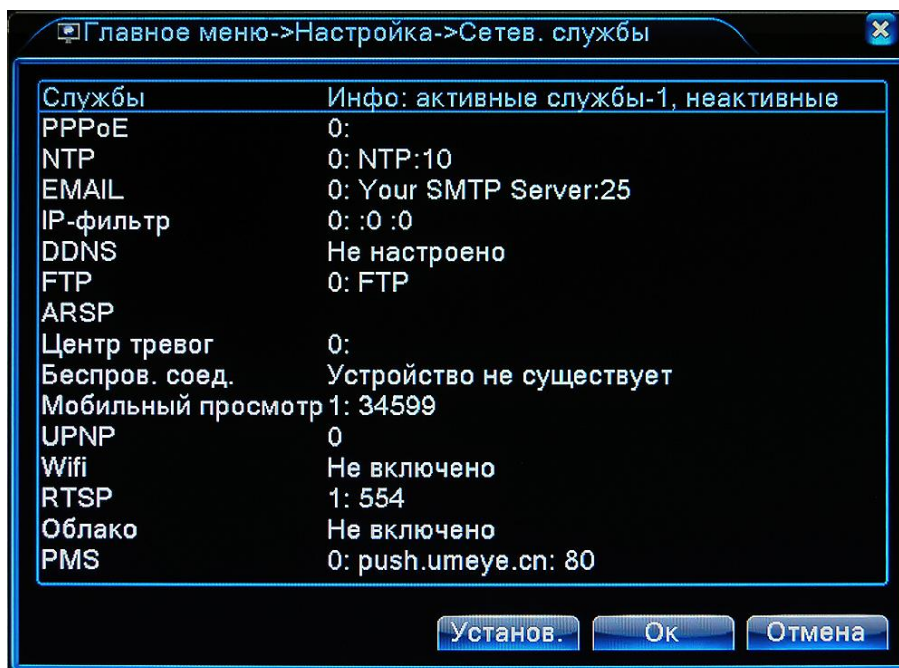 Главное меню->Настройка->Сетев. службы
Службы Инфо: активные службы-1, неактивные
PPPoE 0:
NTP 0: NTP:10
EMAIL 0: Your SMTP Server:25
IP-фильтр 0: :0 :0
DDNS Не настроено
FTP 0: FTP
ARSP
Центр тревог 0:
Беспров. соед. Устройство не существует
Мобильный просмотр 1: 34599
UPNP 0
Wifi Не включено
RTSP 1: 554
Облако Не включено
PMS 0: push.umeye.cn: 80
Установ. Ок Отмена